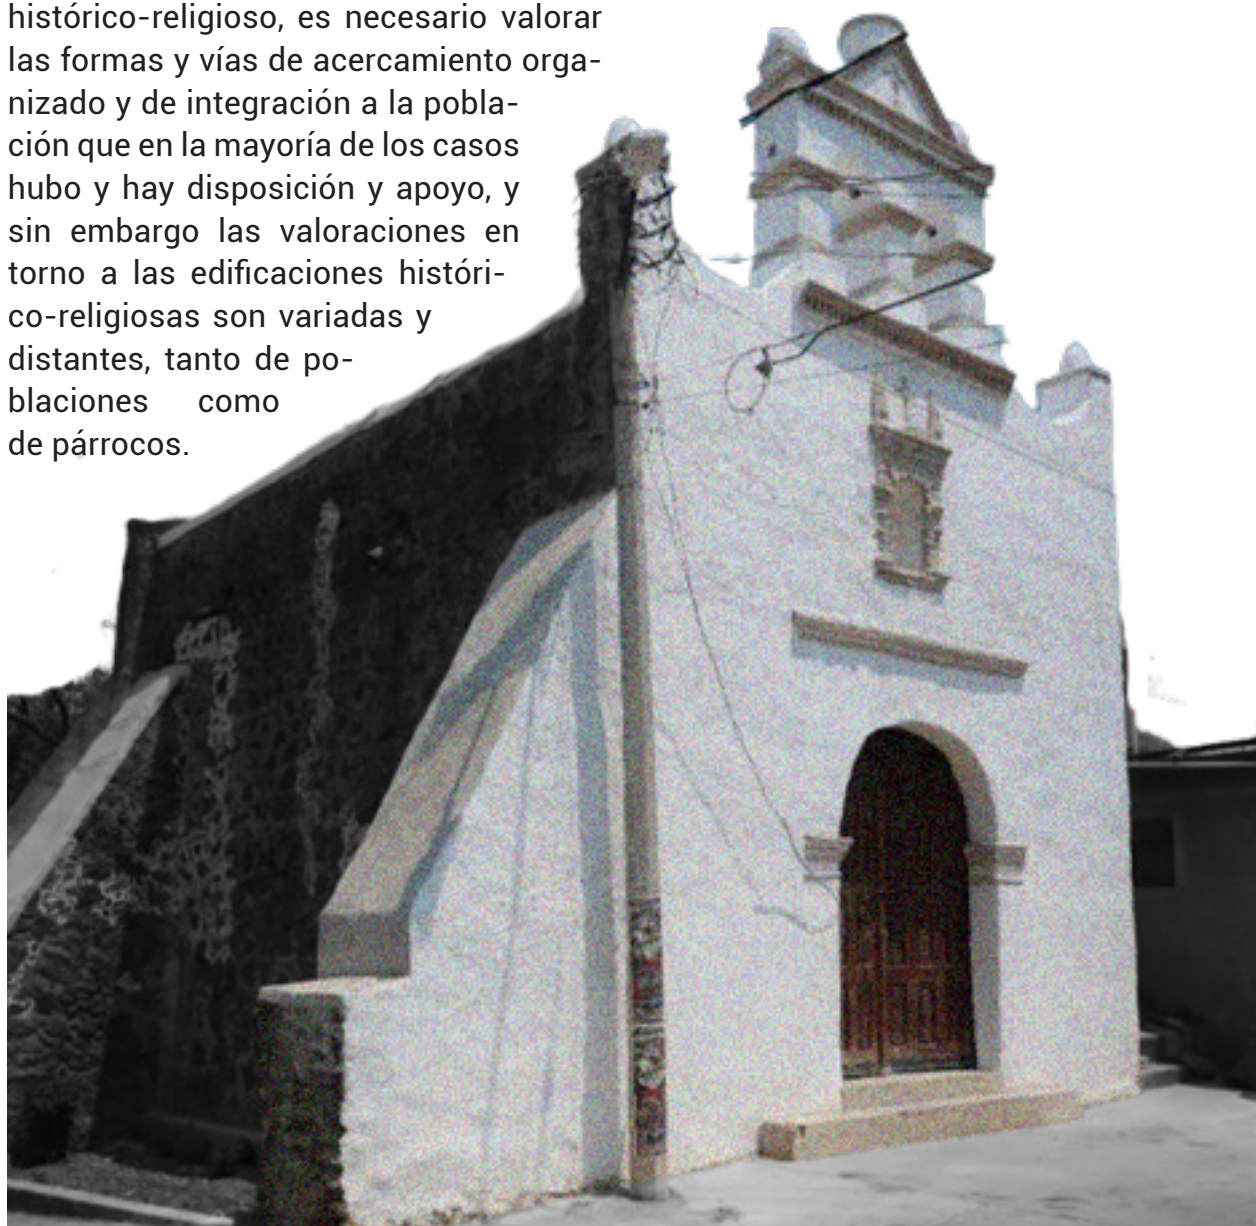 histórico-religioso, es necesario valorar
las formas y vías de acercamiento orga-
nizado y de integración a la pobla-
ción que en la mayoría de los casos
hubo y hay disposición y apoyo, y
sin embargo las valoraciones en
torno a las edificaciones históri-
co-religiosas son variadas y
distantes, tanto de po-
blaciones como
de párrocos.